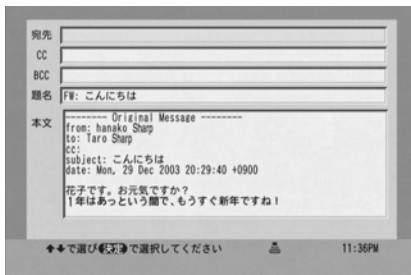 宛先
CC
BCC
題名 FW: こんにちは
本文
-------- Original Message --------
from: hanako Sharp
to: Taro Sharp
cc:
subject: こんにちは
date: Mon, 29 Dec 2003 20:29:40 +0900
花子です。お元気ですか?
1年はあっという間で、もうすぐ新年ですね!
↑↓で選び決定で選択してください 11:36PM